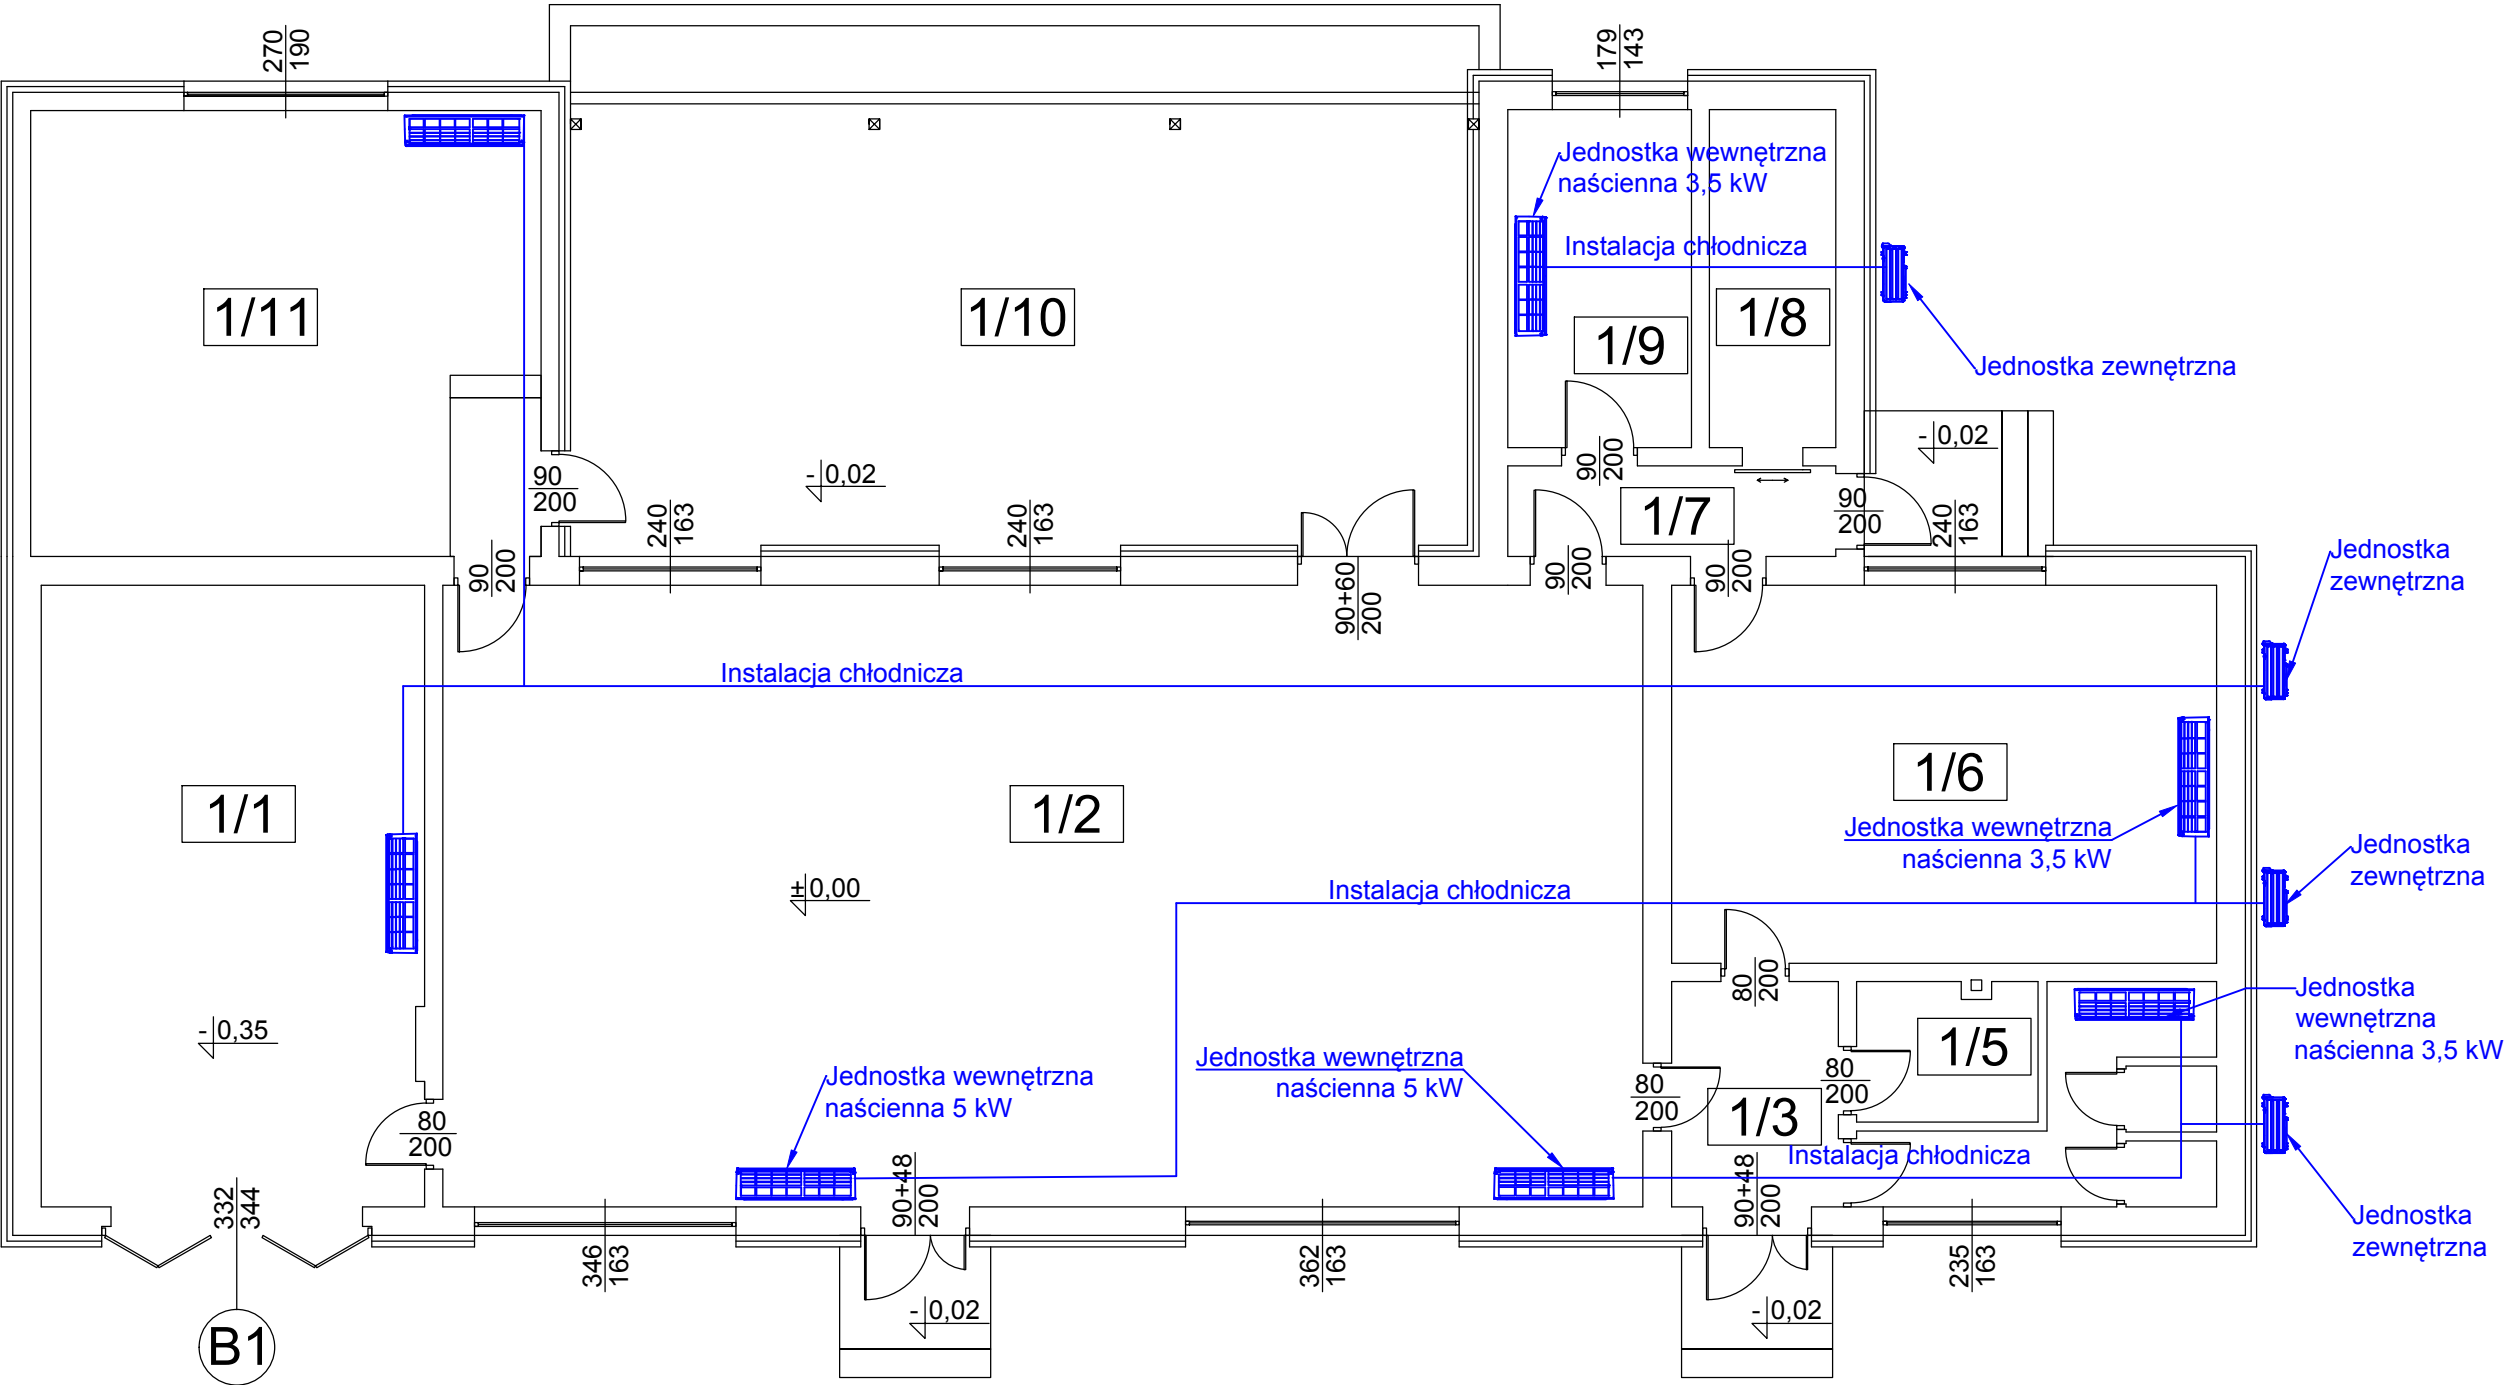 270
190
179
143
Jednostka wewnętrzna
naścienna 3,5 kW
Instalacja chłodnicza
1/11
1/10
1/9
1/8
Jednostka zewnętrzna
- 0,02
90
200
- 0,02
90
200
1/7
90
200
240
163
240
163
240
163
90
200
90+60
200
90
200
90
200
Jednostka
zewnętrzna
Instalacja chłodnicza
1/1
1/2
1/6
Jednostka wewnętrzna
naścienna 3,5 kW
Jednostka
zewnętrzna
±0,00
Instalacja chłodnicza
80
200
Jednostka
wewnętrzna
naścienna 3,5 kW
- 0,35
1/5
Jednostka wewnętrzna
naścienna 5 kW
Jednostka wewnętrzna
naścienna 5 kW
80
200
80
200
1/3
80
200
Instalacja chłodnicza
332
344
90+48
200
90+48
200
Jednostka
zewnętrzna
346
163
362
163
235
163
- 0,02
- 0,02
B1